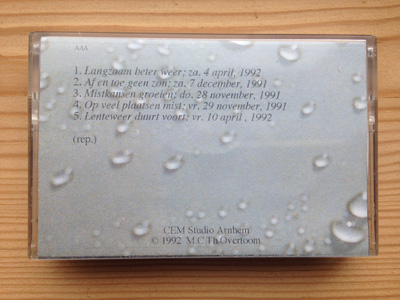 AAA
1. Langzaam beter weer; za. 4 april, 1992
2. Af en toe geen zon; za. 7 december, 1991
3. Mistkansen groeien; do. 28 november, 1991
4. Op veel plaatsen mist; vr. 29 november, 1991
5. Lenteweer duurt voort; vr. 10 april , 1992
(rep.)
CEM Studio Arnhem
© 1992 M.C Th Overtoom